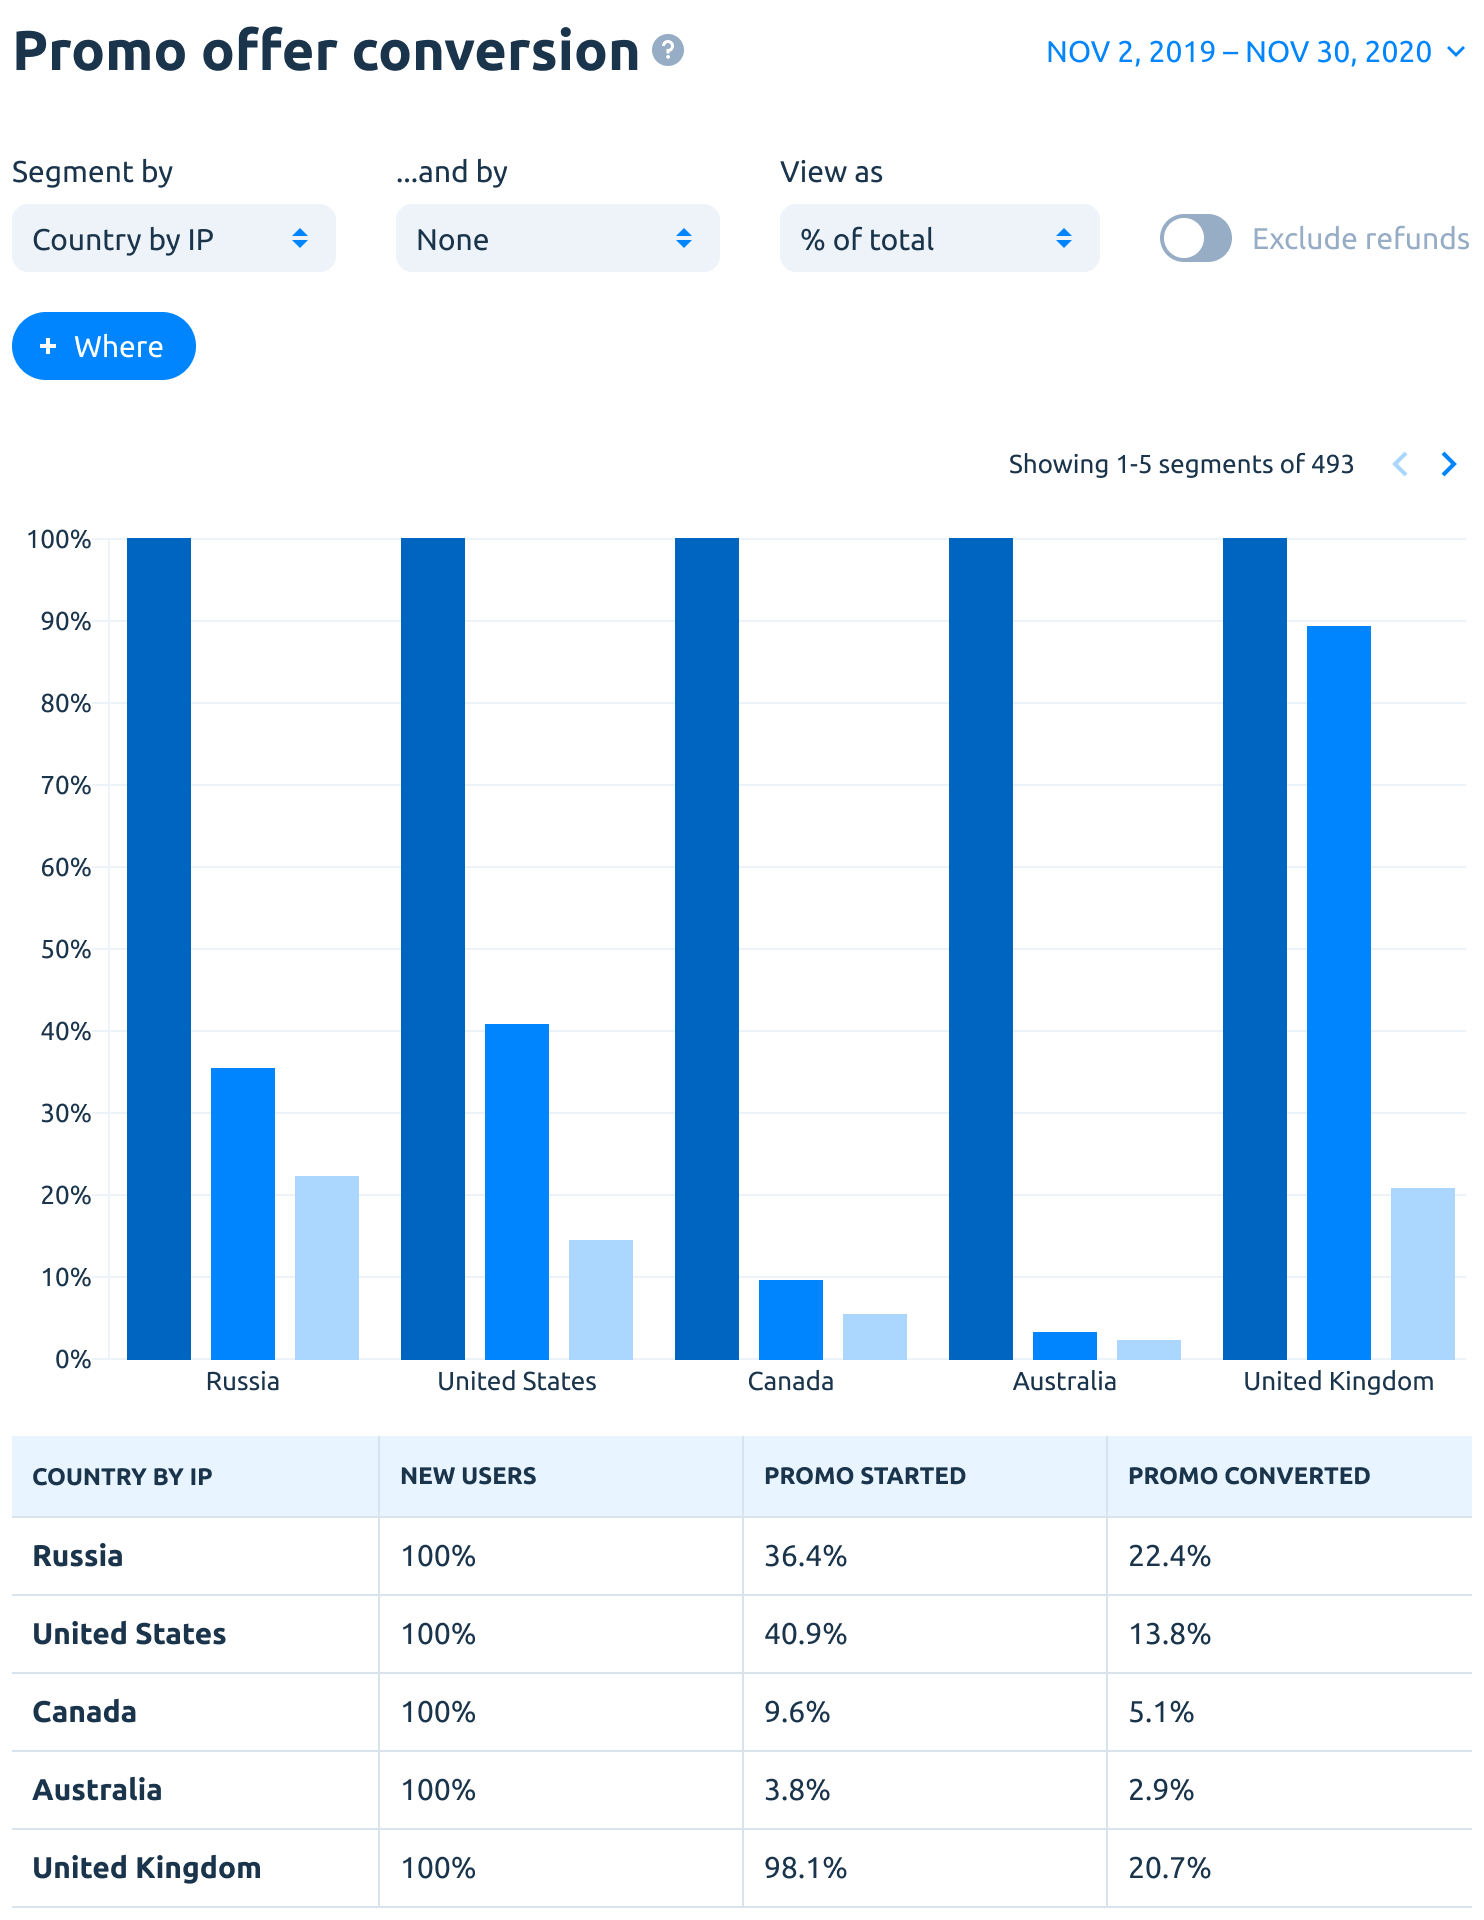 Promo offer conversion ?
NOV 2, 2019 – NOV 30, 2020
Segment by
...and by
View as
Country by IP
None
% of total
Exclude refunds
+ Where
Showing 1-5 segments of 493
100%
90%
80%
70%
60%
50%
40%
30%
20%
10%
0%
Russia United States Canada Australia United Kingdom
COUNTRY BY IP NEW USERS PROMO STARTED PROMO CONVERTED
Russia 100% 36.4% 22.4%
United States 100% 40.9% 13.8%
Canada 100% 9.6% 5.1%
Australia 100% 3.8% 2.9%
United Kingdom 100% 98.1% 20.7%